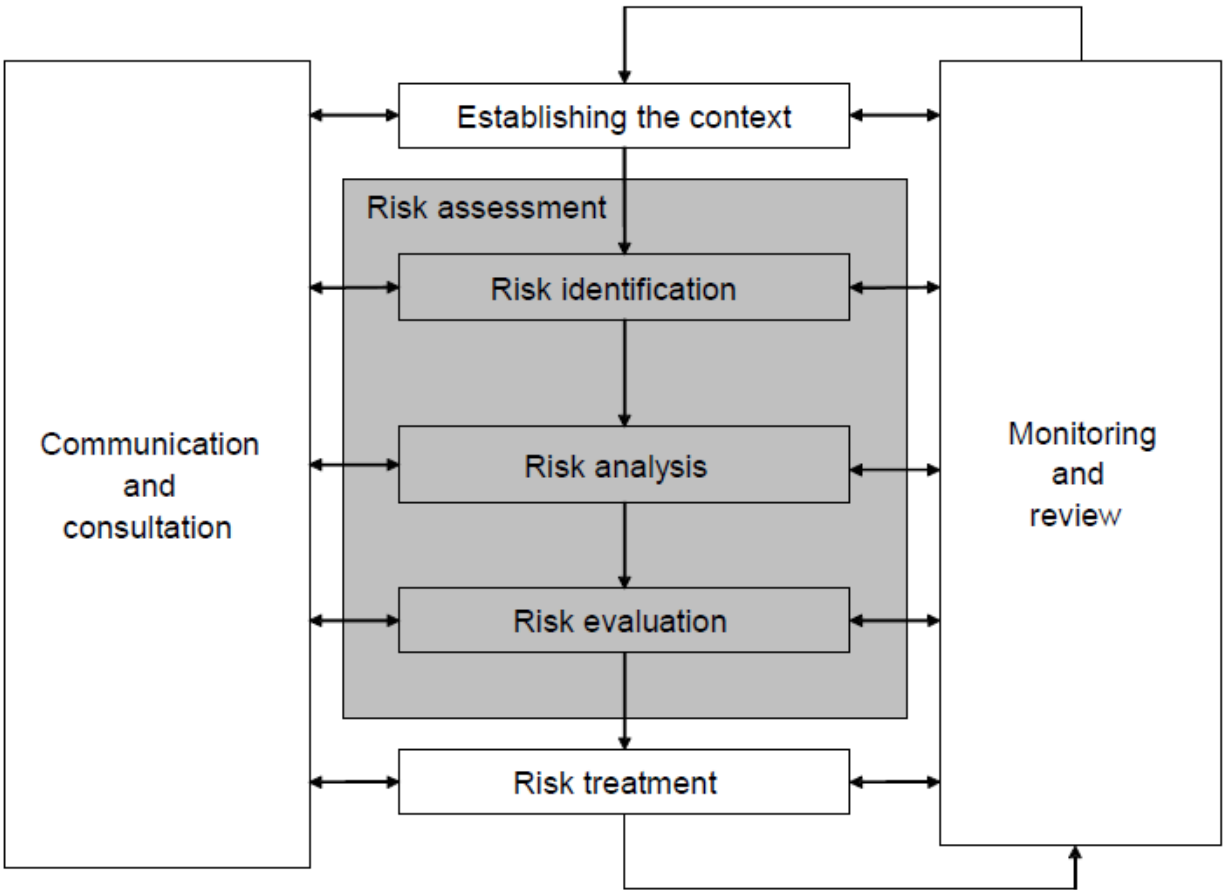 Establishing the context
Risk assessment
Risk identification
Risk analysis
Risk evaluation
Risk treatment
Communication
and
consultation
Monitoring
and
review